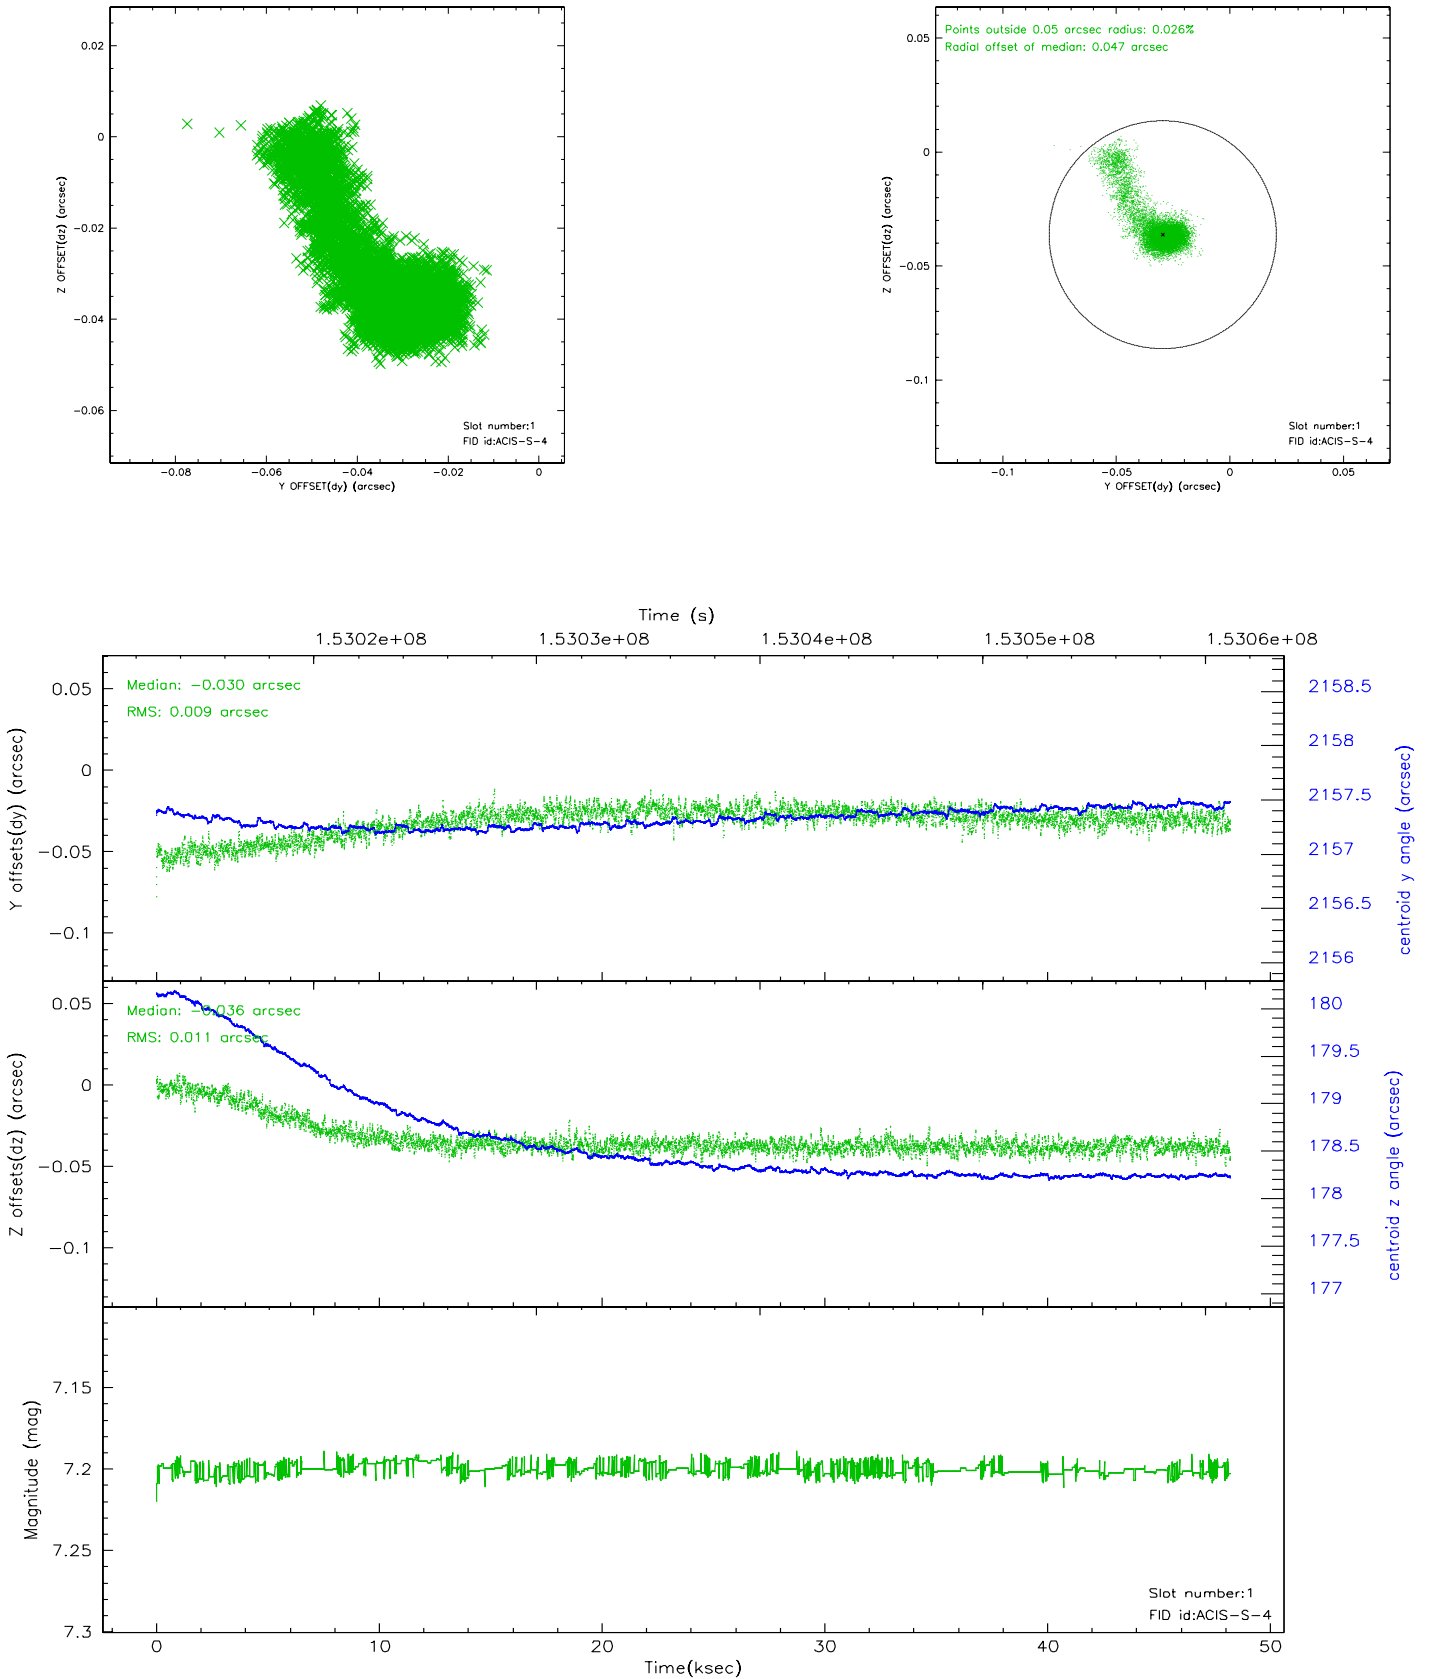 0.02
0
−0.02
−0.04
−0.06
−0.08
−0.06
−0.04
−0.02
0
Z OFFSET(dz) (arcsec)
Y OFFSET(dy) (arcsec)
Slot number:1
FID id:ACIS−S−4
Points outside 0.05 arcsec radius: 0.026%
Radial offset of median: 0.047 arcsec
0.05
0
−0.05
−0.1
−0.1
−0.05
0
0.05
Z OFFSET(dz) (arcsec)
Y OFFSET(dy) (arcsec)
Slot number:1
FID id:ACIS−S−4
Time (s)
1.5302e+08
1.5303e+08
1.5304e+08
1.5305e+08
1.5306e+08
Median: −0.030 arcsec
RMS: 0.009 arcsec
0.05
0
−0.05
−0.1
Y offsets(dy) (arcsec)
2158.5
2158
2157.5
2157
2156.5
2156
centroid y angle (arcsec)
Median: −0.036 arcsec
RMS: 0.011 arcsec
0.05
0
−0.05
−0.1
Z offsets(dz) (arcsec)
180
179.5
179
178.5
178
177.5
177
centroid z angle (arcsec)
7.15
7.2
7.25
7.3
Magnitude (mag)
Slot number:1
FID id:ACIS−S−4
0
10
20
30
40
50
Time(ksec)